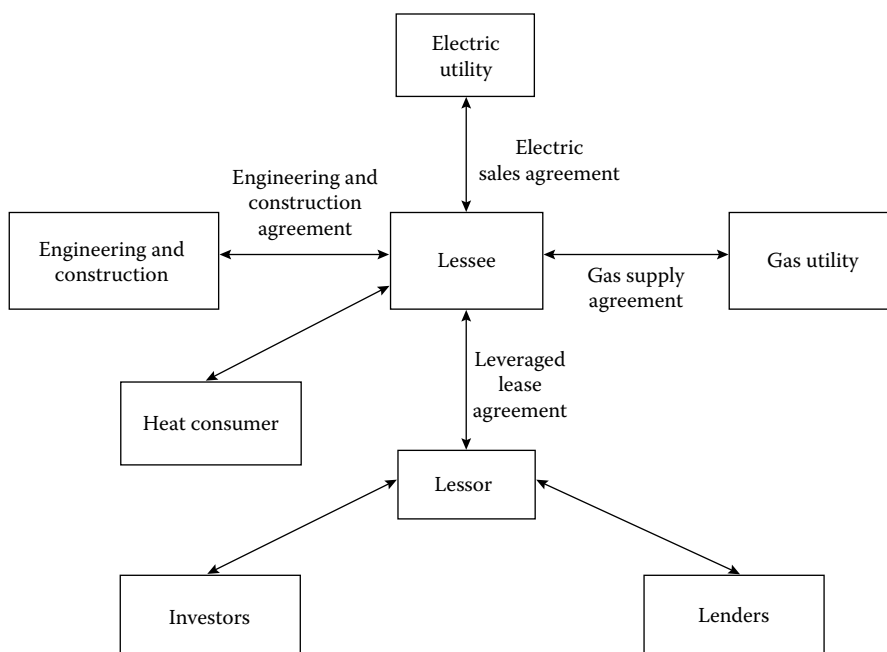 Electric
utility
Electric
sales agreement
Engineering and
construction
agreement
Engineering and
construction
Lessee
Gas supply
agreement
Gas utility
Leveraged
lease
agreement
Heat consumer
Lessor
Investors
Lenders